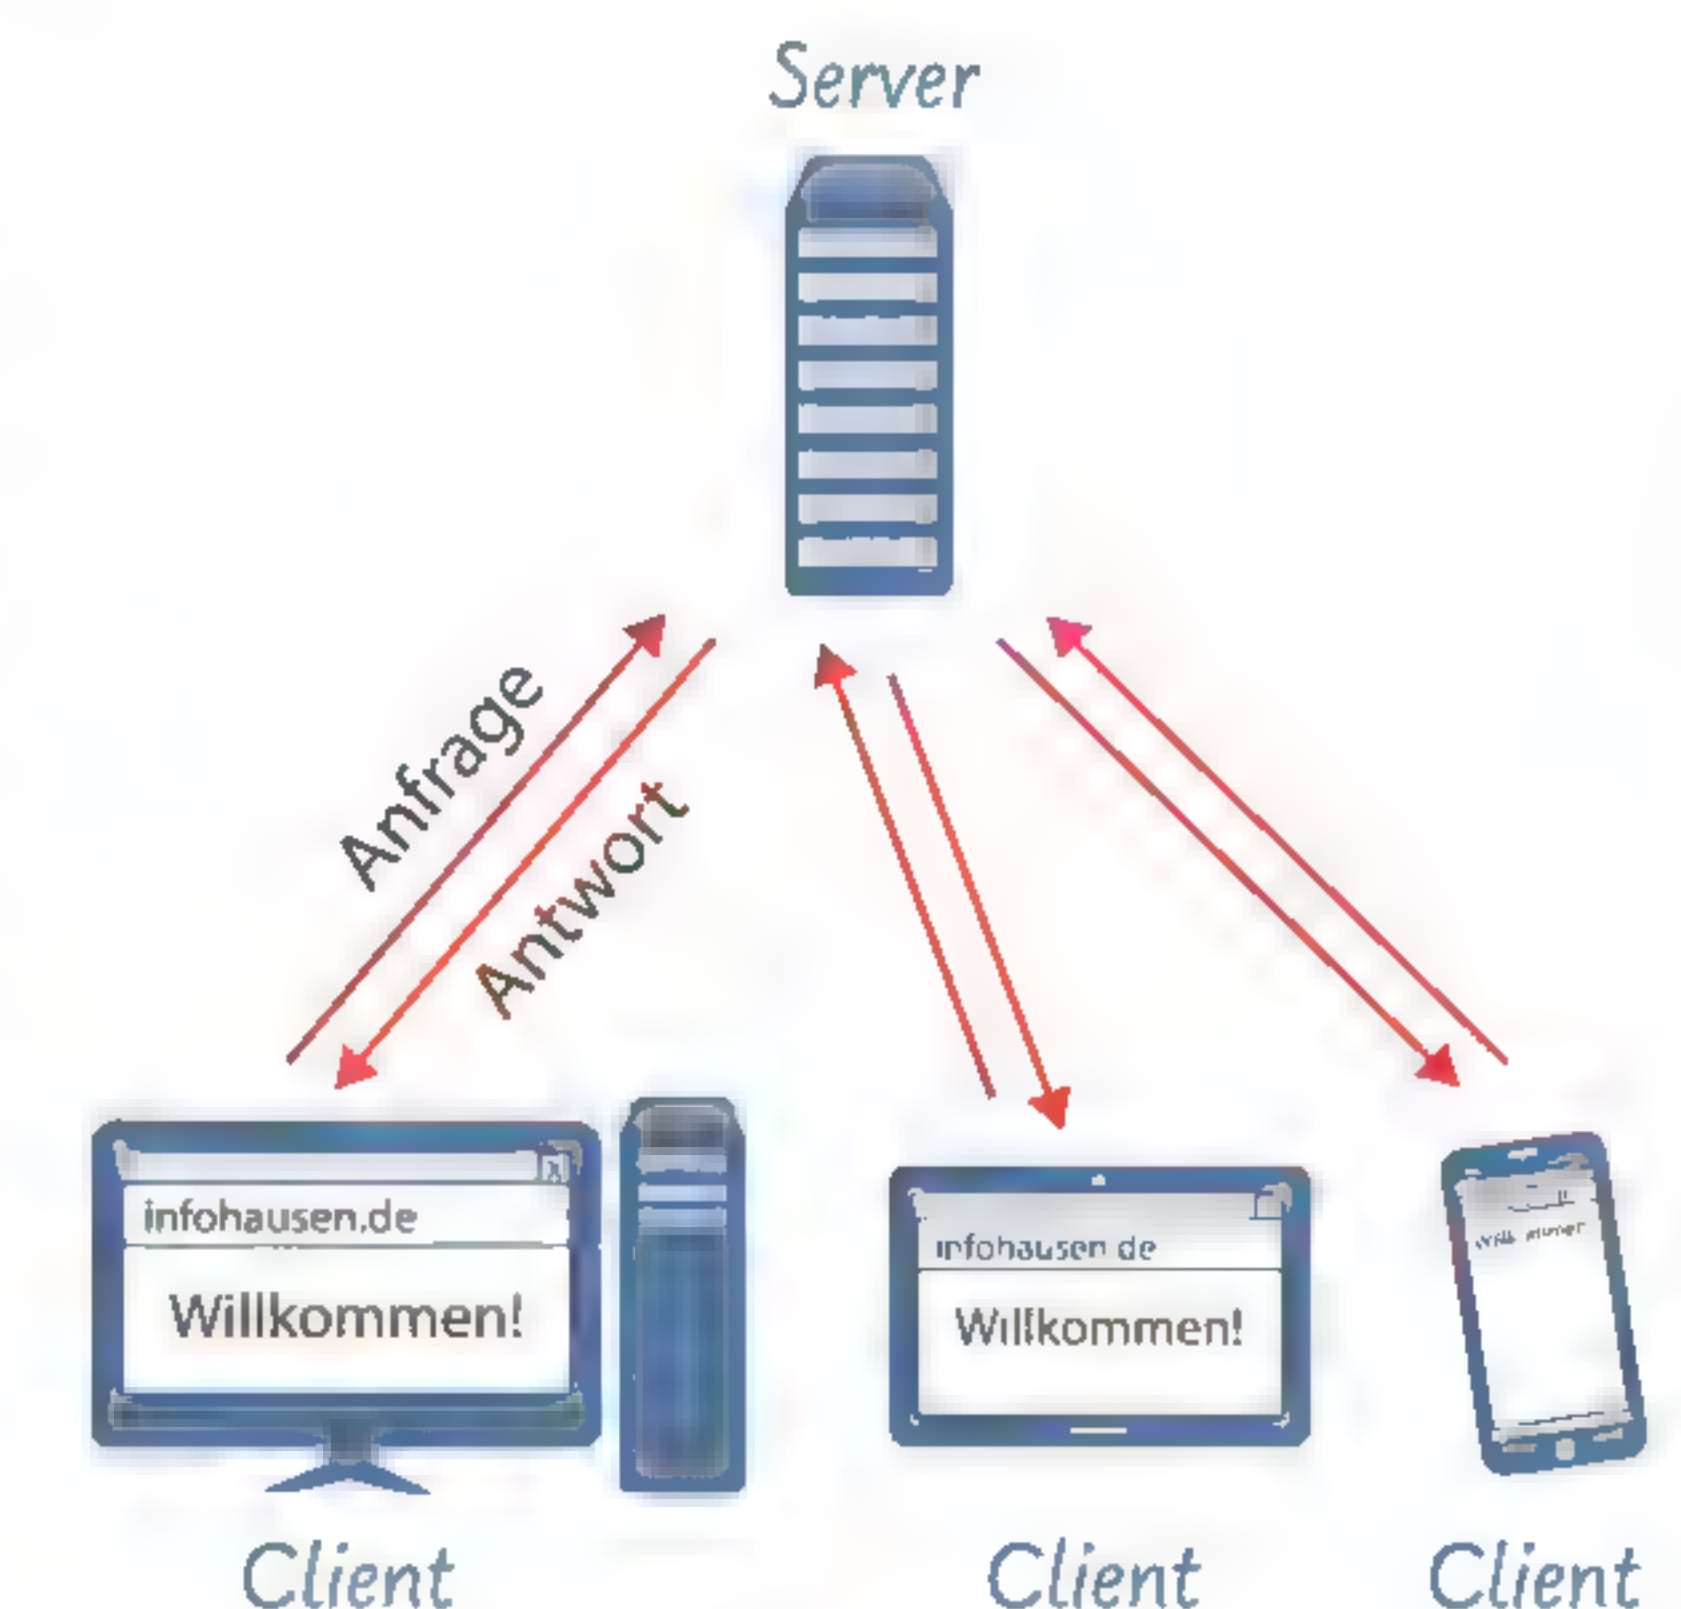 Server
Anfrage
Antwort
infohausen.de
Willkommen!
infohausen de
Willkommen!
Client
Client
Client